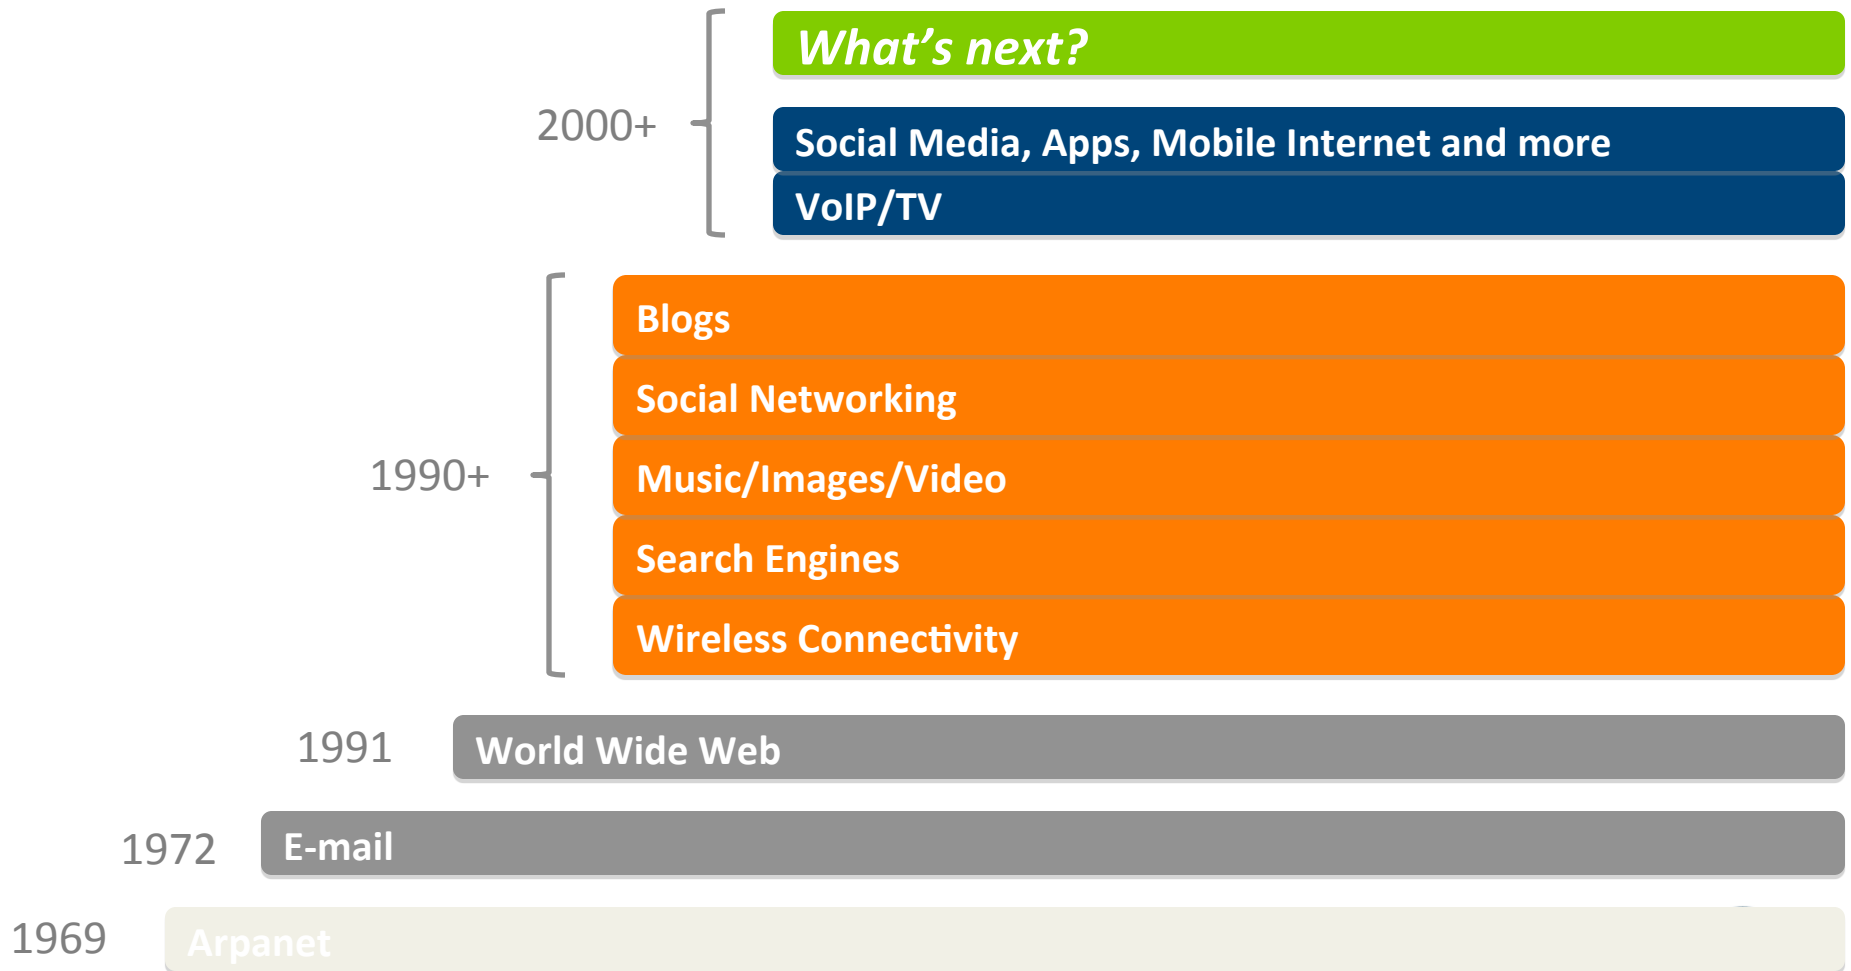 What's next?
2000+
Social Media, Apps, Mobile Internet and more
VoIP/TV
Blogs
Social Networking
1990+
Music/Images/Video
Search Engines
Wireless Connectivity
1991
World Wide Web
1972
E-mail
1969
Arpanet